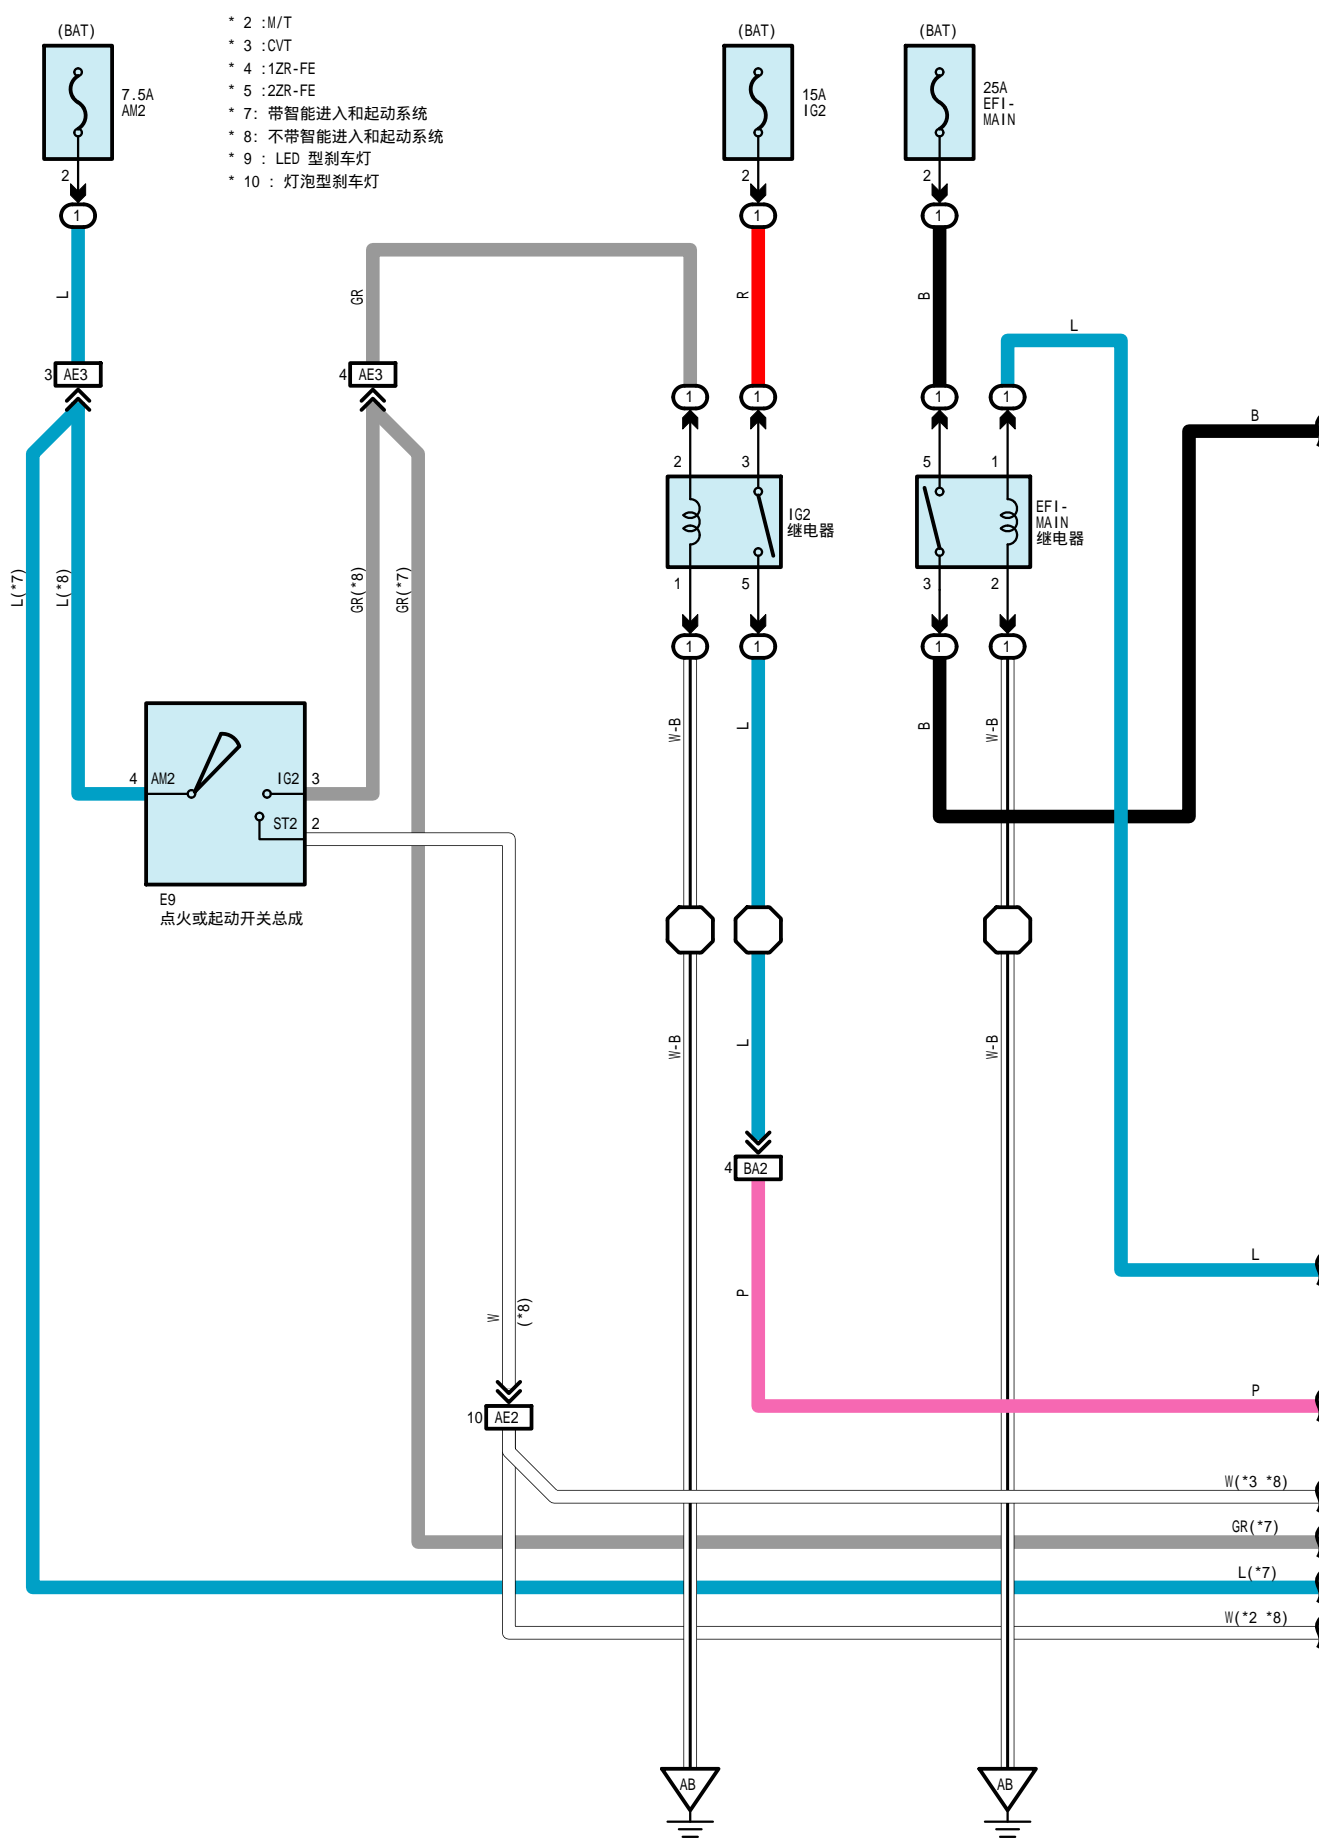 (BAT)
7.5A
AM2
2
1
* 2 :M/T
* 3 :CVT
* 4 :1ZR-FE
* 5 :2ZR-FE
* 7: 带智能进入和起动系统
* 8: 不带智能进入和起动系统
* 9 : LED 型刹车灯
* 10 : 灯泡型刹车灯
(BAT)
15A
IG2
2
1
(BAT)
25A
EFI-
MAIN
2
1
L
GR
R
B
L
3 AE3
4 AE3
1
1
1
1
B
2
3
5
1
IG2
继电器
EFI-
MAIN
继电器
L(*7)
L(*8)
GR(*8)
GR(*7)
1
5
3
2
1
1
1
1
W-B
L
B
W-B
4 AM2
IG2 3
ST2 2
E9
点火或起动开关总成
W-B
L
W-B
4 BA2
L
W
(*8)
P
P
10 AE2
W(*3 *8)
GR(*7)
L(*7)
W(*2 *8)
AB
AB